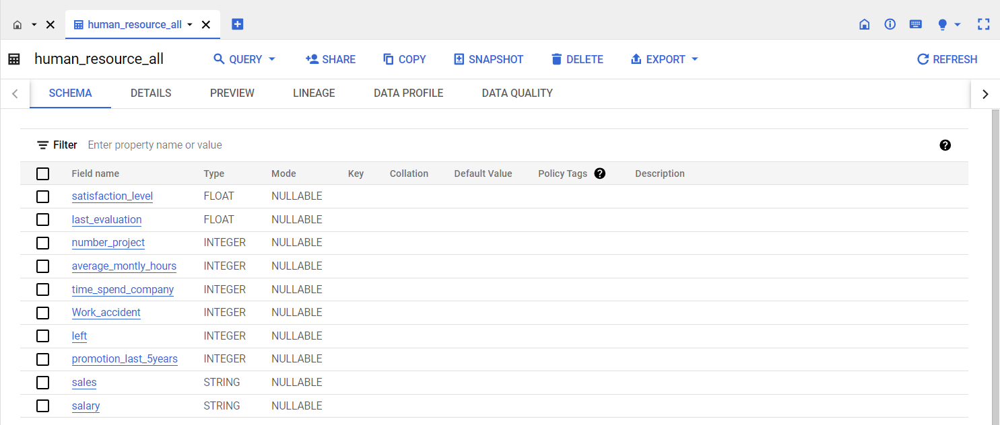 human_resource_all
human_resource_all QUERY SHARE COPY SNAPSHOT DELETE EXPORT REFRESH
SCHEMA DETAILS PREVIEW LINEAGE DATA PROFILE DATA QUALITY
Filter Enter property name or value
Field name Type Mode Key Collation Default Value Policy Tags Description
satisfaction_level FLOAT NULLABLE
last_evaluation FLOAT NULLABLE
number_project INTEGER NULLABLE
average_montly_hours INTEGER NULLABLE
time_spend_company INTEGER NULLABLE
Work_accident INTEGER NULLABLE
left INTEGER NULLABLE
promotion_last_5years INTEGER NULLABLE
sales STRING NULLABLE
salary STRING NULLABLE